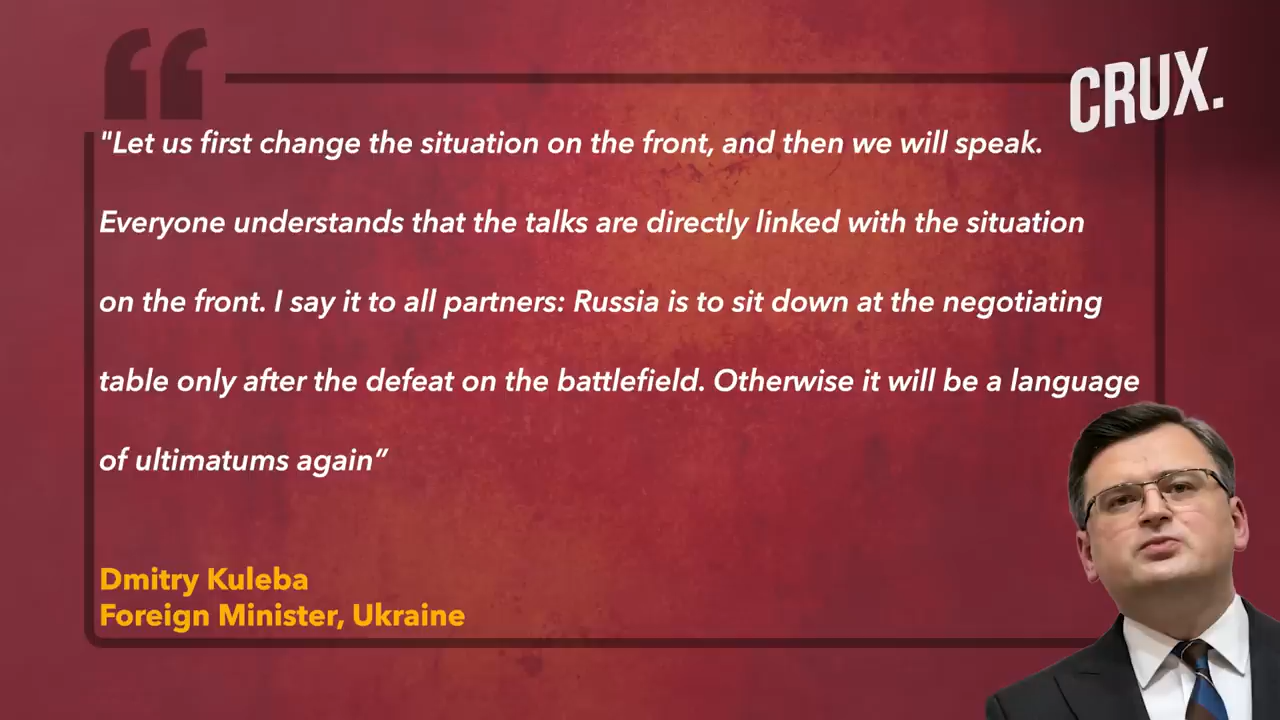 CRUX.
"Let us first change the situation on the front, and then we will speak.
Everyone understands that the talks are directly linked with the situation
on the front. I say it to all partners: Russia is to sit down at the negotiating
table only after the defeat on the battlefield. Otherwise it will be a language
of ultimatums again”
Dmitry Kuleba
Foreign Minister, Ukraine